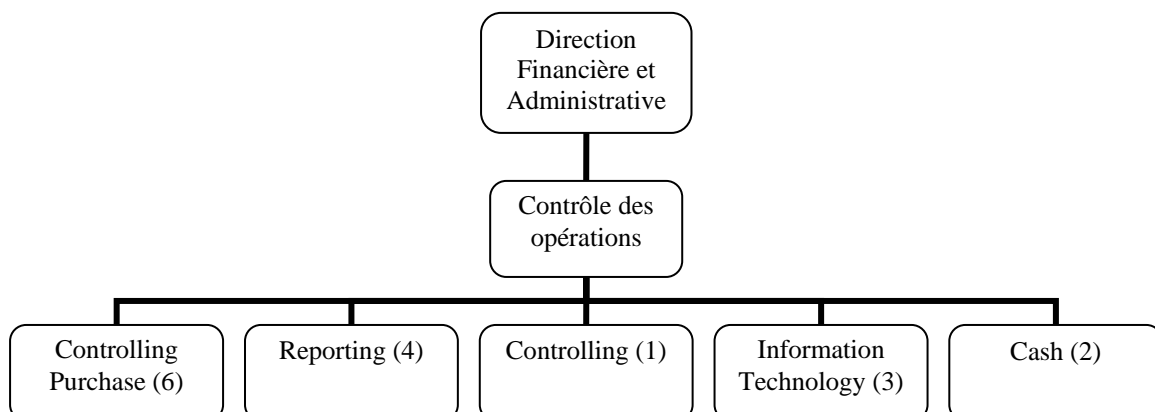 Direction
Financière et
Administrative
Contrôle des
opérations
Controlling
Purchase (6)
Reporting (4)
Controlling (1)
Information
Technology (3)
Cash (2)